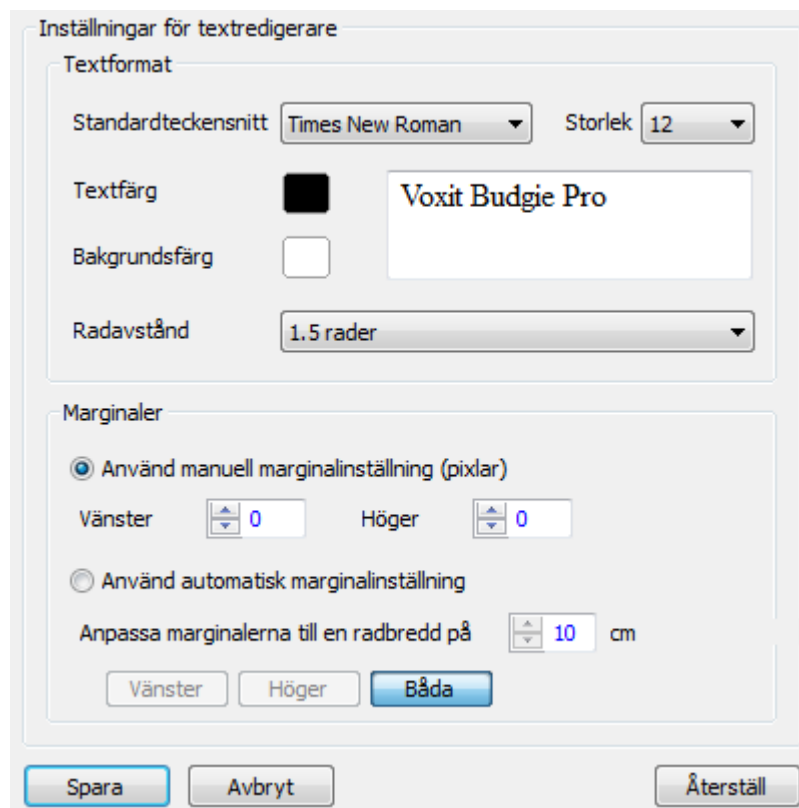 Inställningar för textredigerare
Textformat
Standardteckensnitt Times New Roman Storlek 12
Textfärg Voxit Budgie Pro
Bakgrundsfärg
Radavstånd 1.5 rader
Marginaler
Använd manuell marginalinställning (pixlar)
Vänster 0 Höger 0
Använd automatisk marginalinställning
Anpassa marginalerna till en radbredd på 10 cm
Vänster Höger Båda
Spara Avbryt Återställ